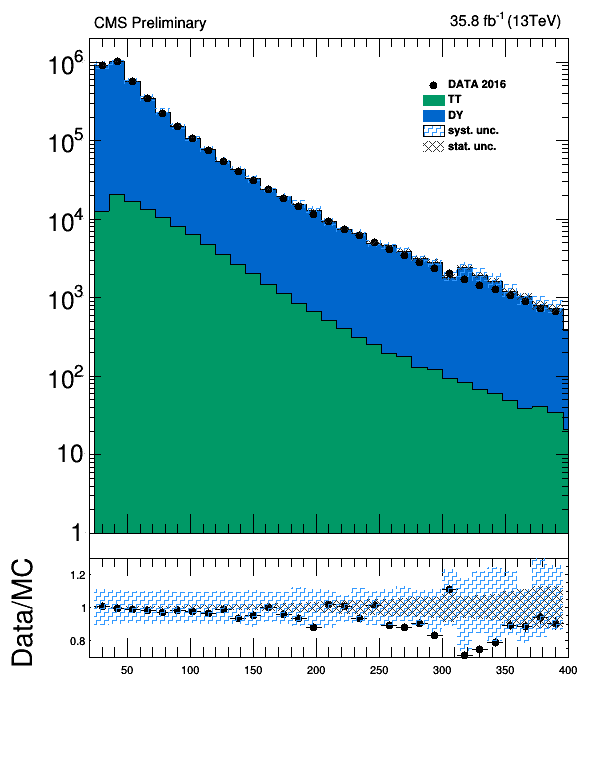 CMS Preliminary 35.8 fb⁻¹ (13TeV)
10⁶
DATA 2016
TT
DY
syst. unc.
stat. unc.
10⁵
10⁴
10³
10²
10
1
Data/MC
1.2
1
0.8
50 100 150 200 250 300 350 400